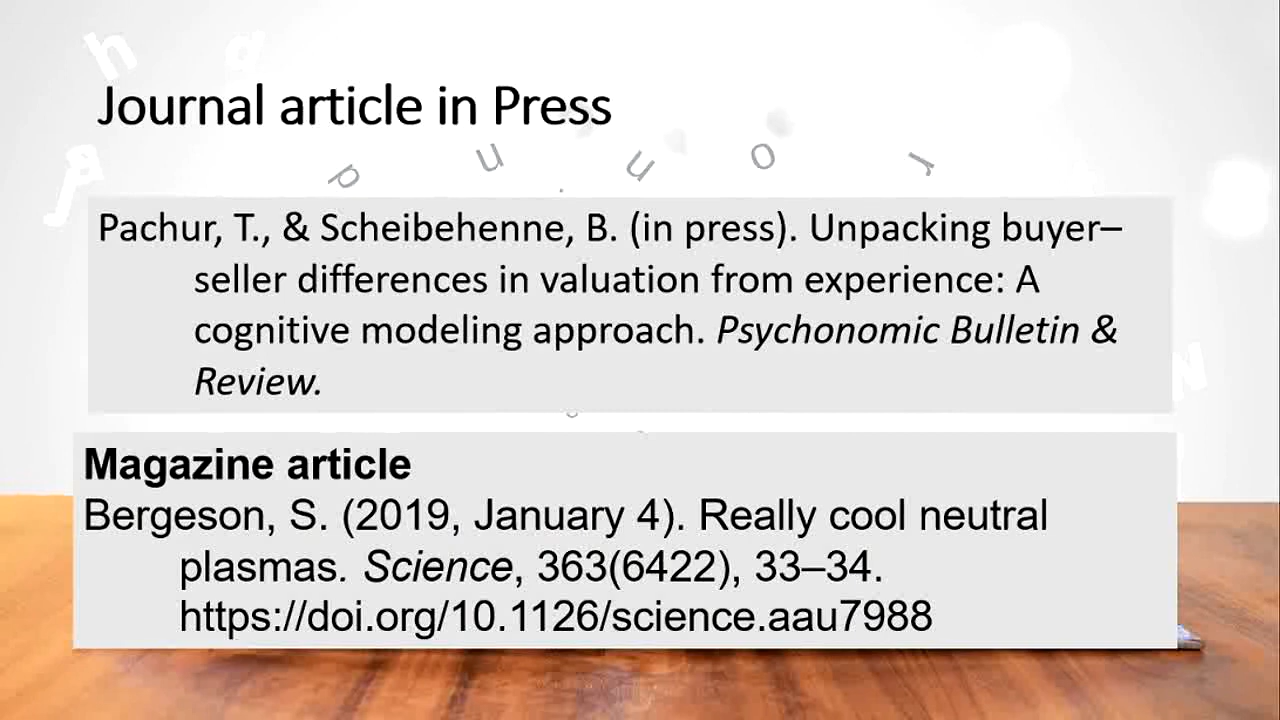 Journal article in Press
Pachur, T., & Scheibehenne, B. (in press). Unpacking buyer–
seller differences in valuation from experience: A
cognitive modeling approach. Psychonomic Bulletin &
Review.
Magazine article
Bergeson, S. (2019, January 4). Really cool neutral
plasmas. Science, 363(6422), 33–34.
https://doi.org/10.1126/science.aau7988